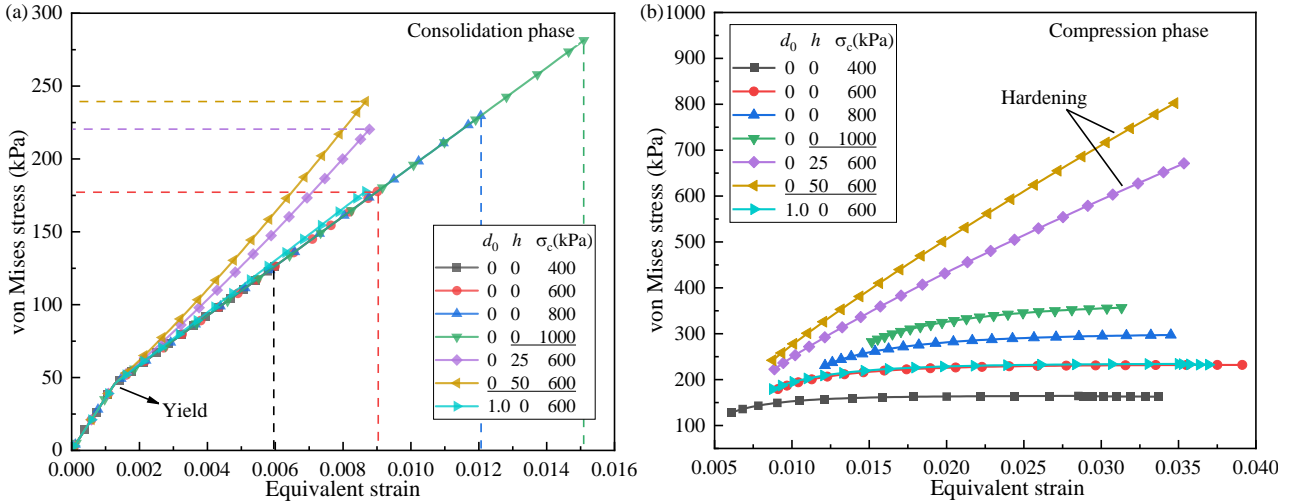 (a)
300
250
200
150
100
50
0
von Mises stress (kPa)
Consolidation phase
Yield
d0 h σc(kPa)
0 0 400
0 0 600
0 0 800
0 0 1000
0 25 600
0 50 600
1.0 0 600
0.000 0.002 0.004 0.006 0.008 0.010 0.012 0.014 0.016
Equivalent strain
(b)
1000
900
800
700
600
500
400
300
200
100
von Mises stress (kPa)
d0 h σc(kPa)
0 0 400
0 0 600
0 0 800
0 0 1000
0 25 600
0 50 600
1.0 0 600
Compression phase
Hardening
0.005 0.010 0.015 0.020 0.025 0.030 0.035 0.040
Equivalent strain